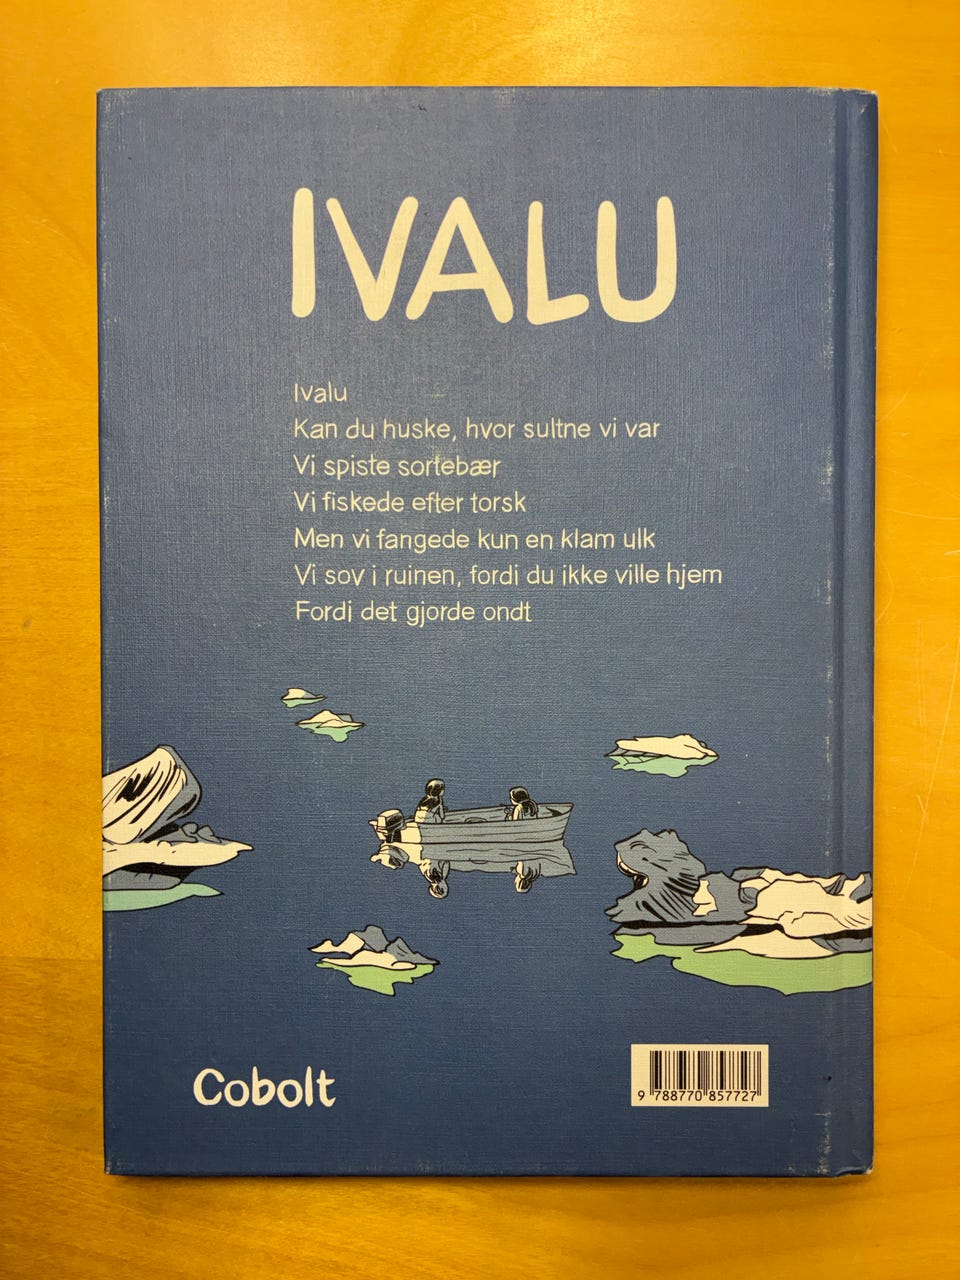 IVALU
Ivalu
Kan du huske, hvor sultne vi var
Vi spiste sortebær
Vi fiskede efter torsk
Men vi fangede kun en klam ulk
Vi sov i ruinen, fordi du ikke ville hjem
Fordi det gjorde ondt
Cobolt
9 788770 857727